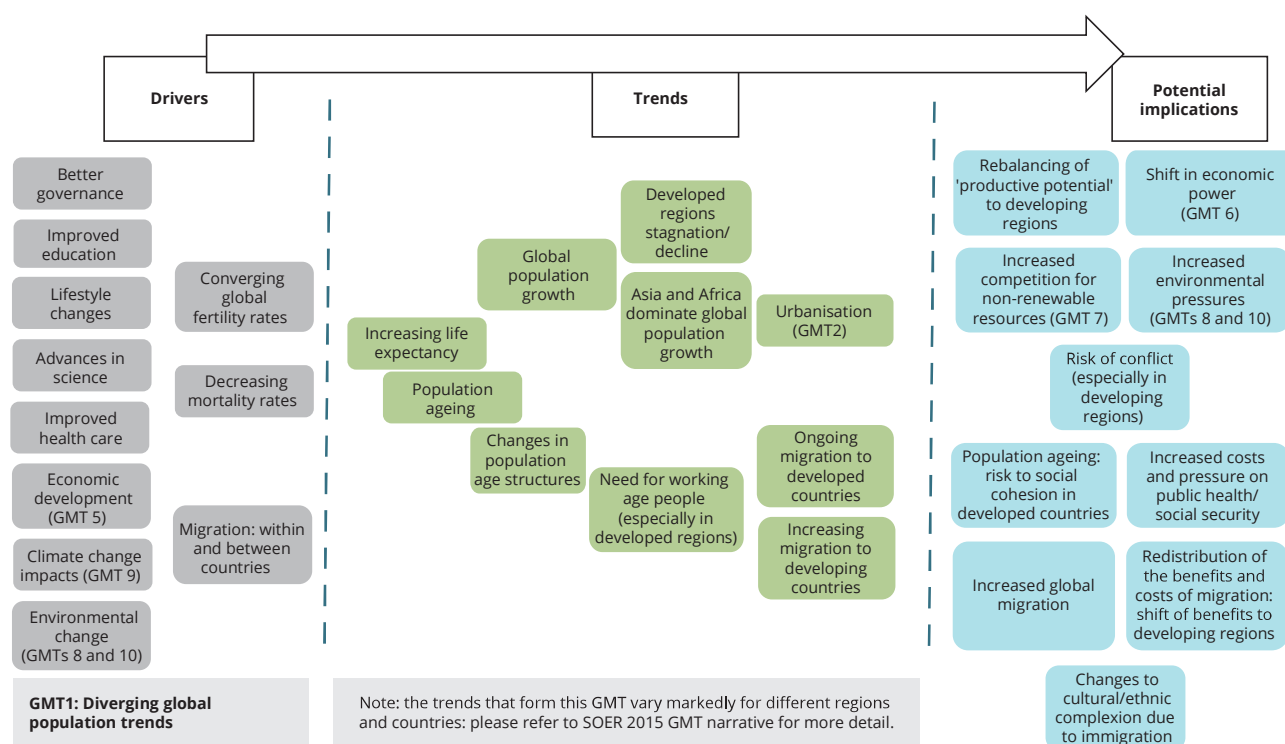 Drivers
Trends
Potential
implications
Better
governance
Improved
education
Lifestyle
changes
Advances in
science
Improved
health care
Economic
development
(GMT 5)
Climate change
impacts (GMT 9)
Environmental
change
(GMTs 8 and 10)
Converging
global
fertility rates
Decreasing
mortality rates
Migration: within
and between
countries
Increasing life
expectancy
Population
ageing
Changes in
population
age structures
Global
population
growth
Developed
regions
stagnation/
decline
Asia and Africa
dominate global
population
growth
Urbanisation
(GMT2)
Need for working
age people
(especially in
developed regions)
Ongoing
migration to
developed
countries
Increasing
migration to
developing
countries
Rebalancing of
'productive potential'
to developing
regions
Shift in economic
power
(GMT 6)
Increased
competition for
non-renewable
resources (GMT 7)
Increased
environmental
pressures
(GMTs 8 and 10)
Risk of conflict
(especially in
developing
regions)
Population ageing:
risk to social
cohesion in
developed countries
Increased costs
and pressure on
public health/
social security
Increased global
migration
Redistribution of
the benefits and
costs of migration:
shift of benefits to
developing regions
Changes to
cultural/ethnic
complexion due
to immigration
GMT1: Diverging global
population trends
Note: the trends that form this GMT vary markedly for different regions
and countries: please refer to SOER 2015 GMT narrative for more detail.